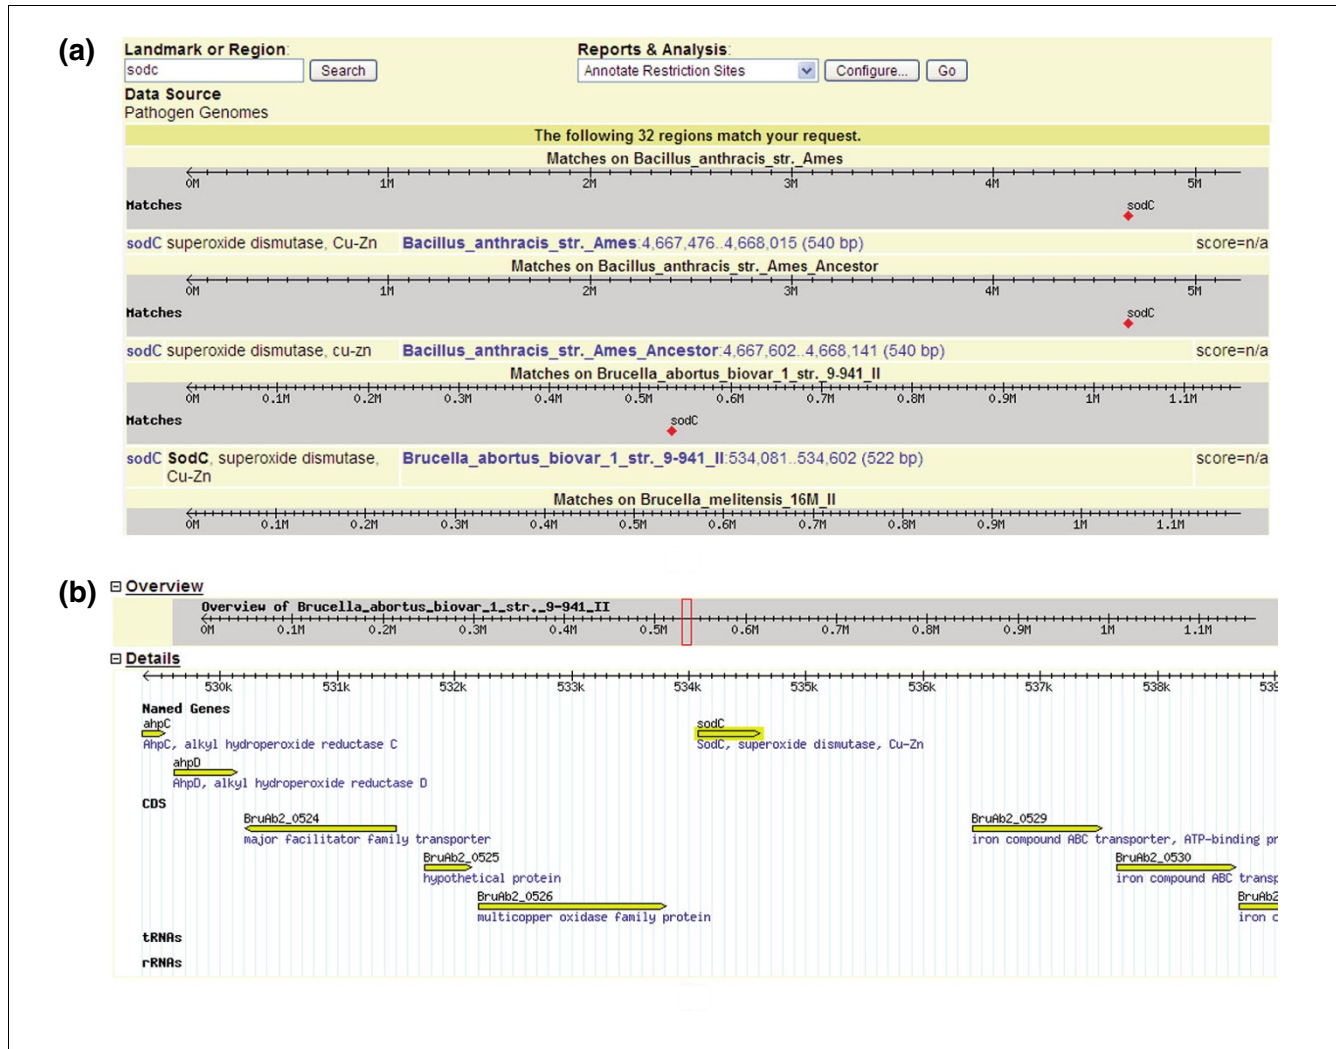 (a)
Landmark or Region:
sodc Search
Reports & Analysis:
Annotate Restriction Sites Configure... Go
Data Source
Pathogen Genomes
The following 32 regions match your request.
Matches on Bacillus_anthracis_str._Ames
0M 1M 2M 3M 4M 5M
Matches
sodC
sodC superoxide dismutase, Cu-Zn Bacillus_anthracis_str._Ames:4,667,476..4,668,015 (540 bp) score=n/a
Matches on Bacillus_anthracis_str._Ames_Ancestor
0M 1M 2M 3M 4M 5M
Matches
sodC
sodC superoxide dismutase, cu-zn Bacillus_anthracis_str._Ames_Ancestor:4,667,602..4,668,141 (540 bp) score=n/a
Matches on Brucella_abortus_biovar_1_str._9-941_II
0M 0.1M 0.2M 0.3M 0.4M 0.5M 0.6M 0.7M 0.8M 0.9M 1M 1.1M
Matches
sodC
sodC SodC, superoxide dismutase, Brucella_abortus_biovar_1_str._9-941_II:534,081..534,602 (522 bp) score=n/a
Cu-Zn
Matches on Brucella_melitensis_16M_II
0M 0.1M 0.2M 0.3M 0.4M 0.5M 0.6M 0.7M 0.8M 0.9M 1M 1.1M
(b)
Overview
Overview of Brucella_abortus_biovar_1_str._9-941_II
0M 0.1M 0.2M 0.3M 0.4M 0.5M 0.6M 0.7M 0.8M 0.9M 1M 1.1M
Details
530k 531k 532k 533k 534k 535k 536k 537k 538k 539
Named Genes
ahpC sodC
AhpC, alkyl hydroperoxide reductase C SodC, superoxide dismutase, Cu-Zn
ahpD
AhpD, alkyl hydroperoxide reductase D
CDS
BruAb2_0524 BruAb2_0529
major facilitator family transporter iron compound ABC transporter, ATP-binding pr
BruAb2_0525 BruAb2_0530
hypothetical protein iron compound ABC transp
BruAb2_0526 BruAb2
multicopper oxidase family protein iron c
tRNAs
rRNAs